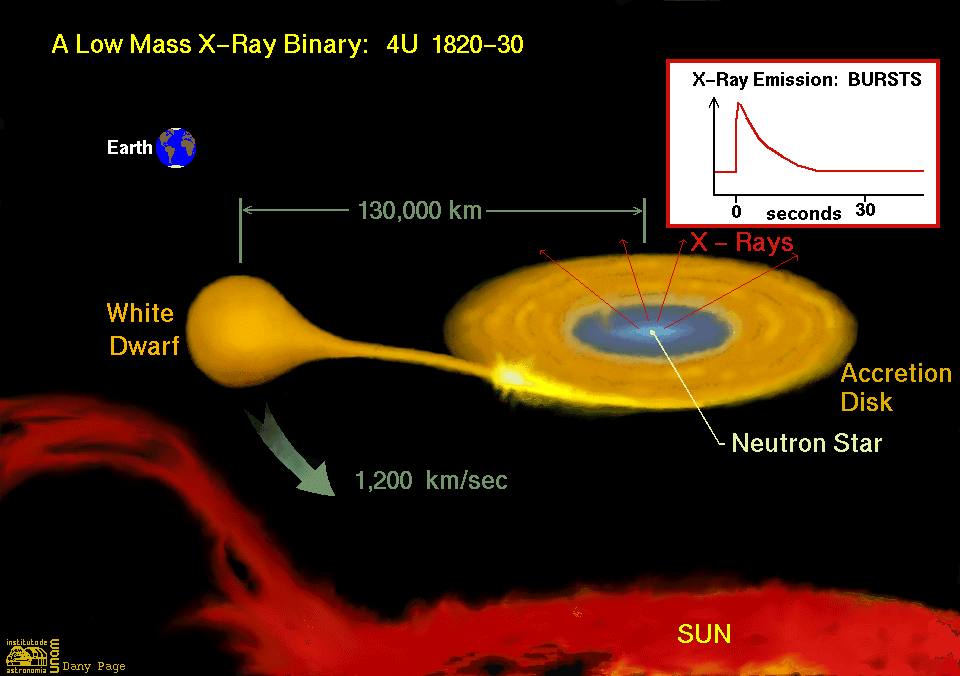 A Low Mass X-Ray Binary: 4U 1820-30
X-Ray Emission: BURSTS
0 seconds 30
Earth
130,000 km
X - Rays
White
Dwarf
Accretion
Disk
Neutron Star
1,200 km/sec
SUN
instituto de
astronomia
unam
Dany Page